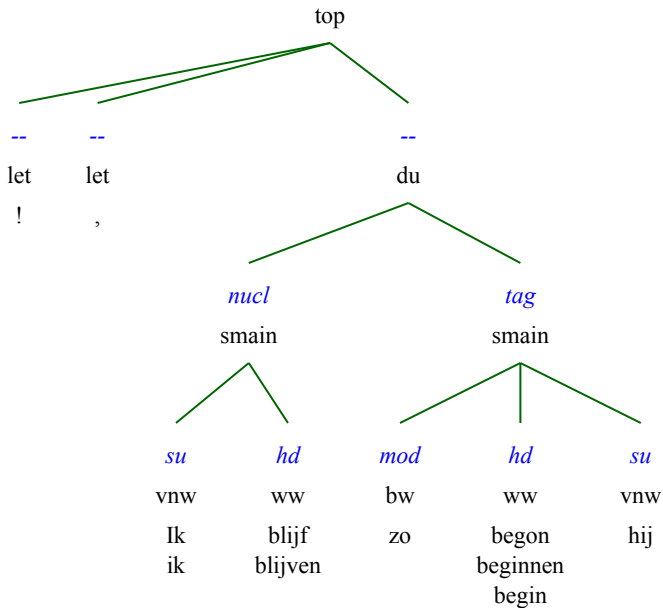 top
-- -- --
let let du
! ,
nucl tag
smain smain
su hd mod hd su
vnw ww bw ww vnw
Ik blijf zo begon hij
ik blijven beginnen
begin